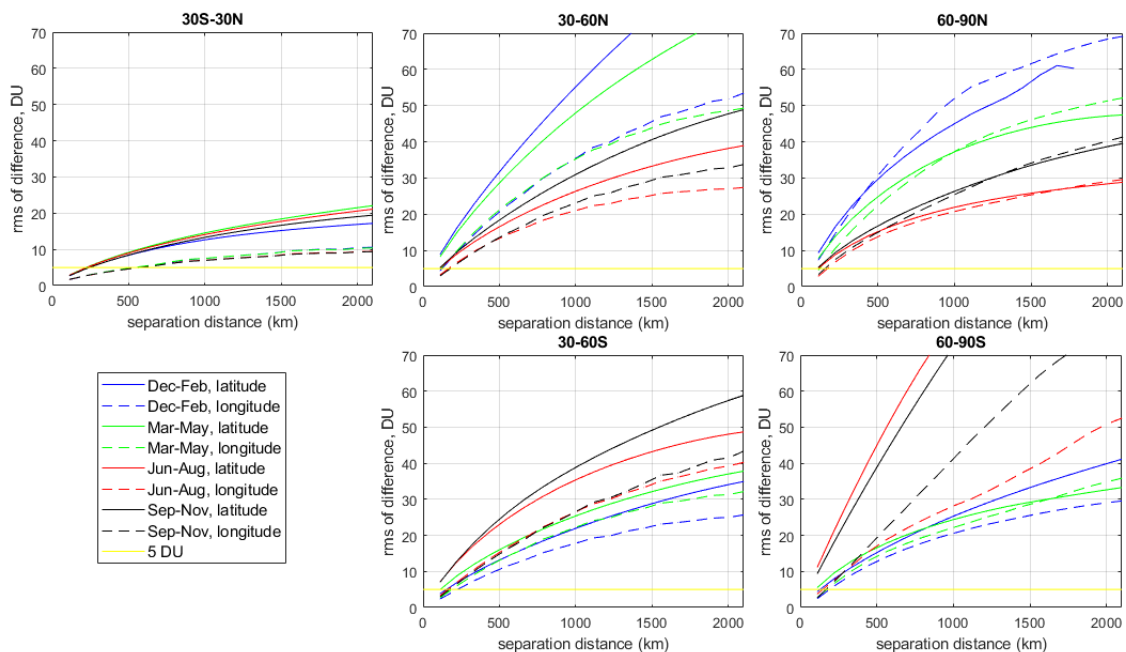 30S-30N
70
60
50
40
30
20
10
0
rms of difference, DU
0
500
1000
1500
2000
separation distance (km)
30-60N
70
60
50
40
30
20
10
0
rms of difference, DU
0
500
1000
1500
2000
separation distance (km)
60-90N
70
60
50
40
30
20
10
0
rms of difference, DU
0
500
1000
1500
2000
separation distance (km)
Dec-Feb, latitude
Dec-Feb, longitude
Mar-May, latitude
Mar-May, longitude
Jun-Aug, latitude
Jun-Aug, longitude
Sep-Nov, latitude
Sep-Nov, longitude
5 DU
30-60S
70
60
50
40
30
20
10
0
rms of difference, DU
0
500
1000
1500
2000
separation distance (km)
60-90S
70
60
50
40
30
20
10
0
rms of difference, DU
0
500
1000
1500
2000
separation distance (km)